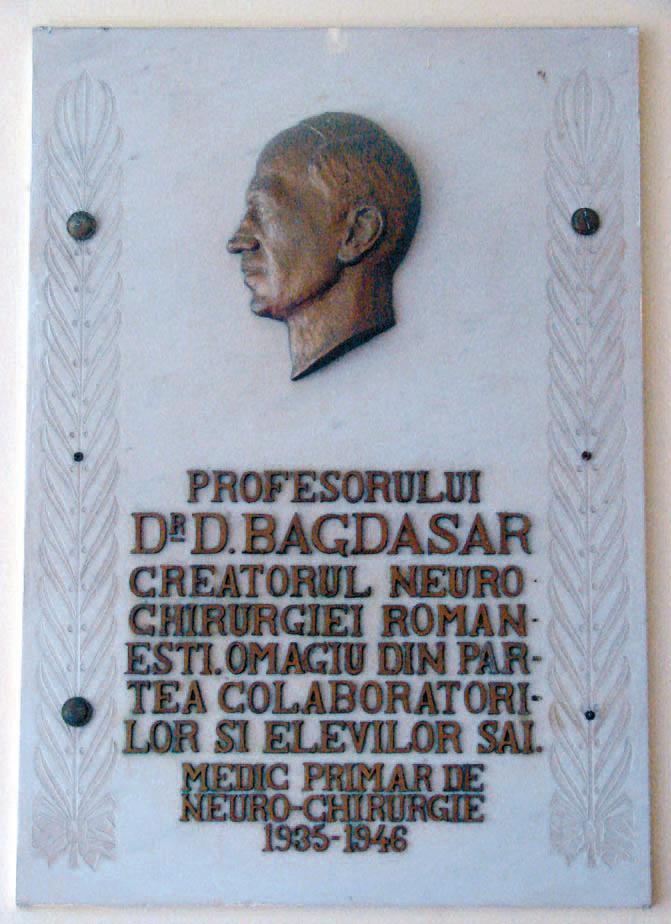 PROFESORULUI
DR D. BAGDASAR
CREATORUL NEURO
CHIRURGIEI ROMAN-
ESTI. OMAGIU DIN PAR-
TEA COLABORATORI-
LOR SI ELEVILOR SAI.
MEDIC PRIMAR DE
NEURO-CHIRURGIE
1935-1946